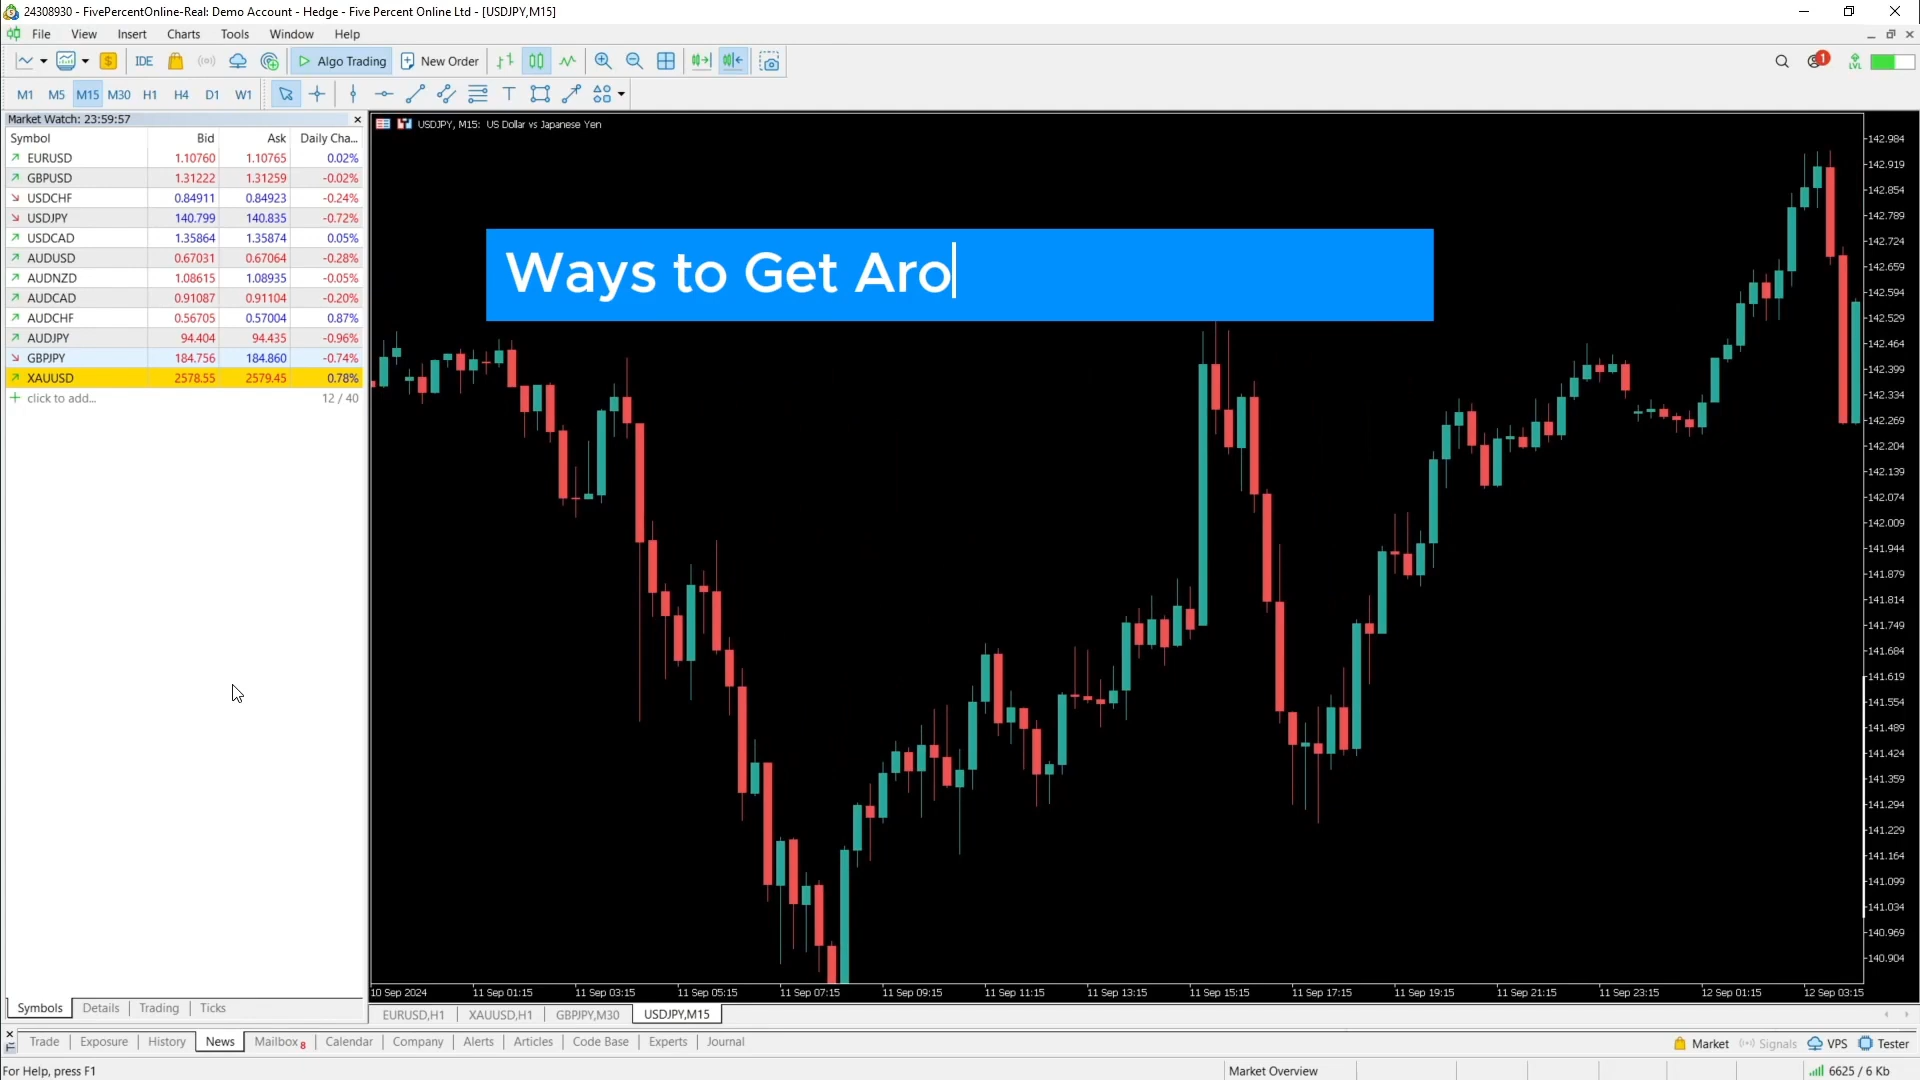 24308930 - FivePercentOnline-Real: Demo Account - Hedge - Five Percent Online Ltd - [USDJPY,M15]
File View Insert Charts Tools Window Help
$ IDE Algo Trading New Order 1 LVL
M1 M5 M15 M30 H1 H4 D1 W1 T
Market Watch: 23:59:57
Symbol Bid Ask Daily Cha...
EURUSD 1.10760 1.10765 0.02%
GBPUSD 1.31222 1.31259 -0.02%
USDCHF 0.84911 0.84923 -0.24%
USDJPY 140.799 140.835 -0.72%
USDCAD 1.35864 1.35874 0.05%
AUDUSD 0.67031 0.67064 -0.28%
AUDNZD 1.08615 1.08935 -0.05%
AUDCAD 0.91087 0.91104 -0.20%
AUDCHF 0.56705 0.57004 0.87%
AUDJPY 94.404 94.435 -0.96%
GBPJPY 184.756 184.860 -0.74%
XAUUSD 2578.55 2579.45 0.78%
click to add... 12 / 40
Symbols Details Trading Ticks
USDJPY, M15: US Dollar vs Japanese Yen
Ways to Get Aro
142.984
142.919
142.854
142.789
142.724
142.659
142.594
142.529
142.464
142.399
142.334
142.269
142.204
142.139
142.074
142.009
141.944
141.879
141.814
141.749
141.684
141.619
141.554
141.489
141.424
141.359
141.294
141.229
141.164
141.099
141.034
140.969
140.904
10 Sep 2024 11 Sep 01:15 11 Sep 03:15 11 Sep 05:15 11 Sep 07:15 11 Sep 09:15 11 Sep 11:15 11 Sep 13:15 11 Sep 15:15 11 Sep 17:15 11 Sep 19:15 11 Sep 21:15 11 Sep 23:15 12 Sep 01:15 12 Sep 03:15
EURUSD,H1 XAUUSD,H1 GBPJPY,M30 USDJPY,M15
Trade Exposure History News Mailbox 8 Calendar Company Alerts Articles Code Base Experts Journal Market Signals VPS Tester
For Help, press F1 Market Overview 6625 / 6 Kb